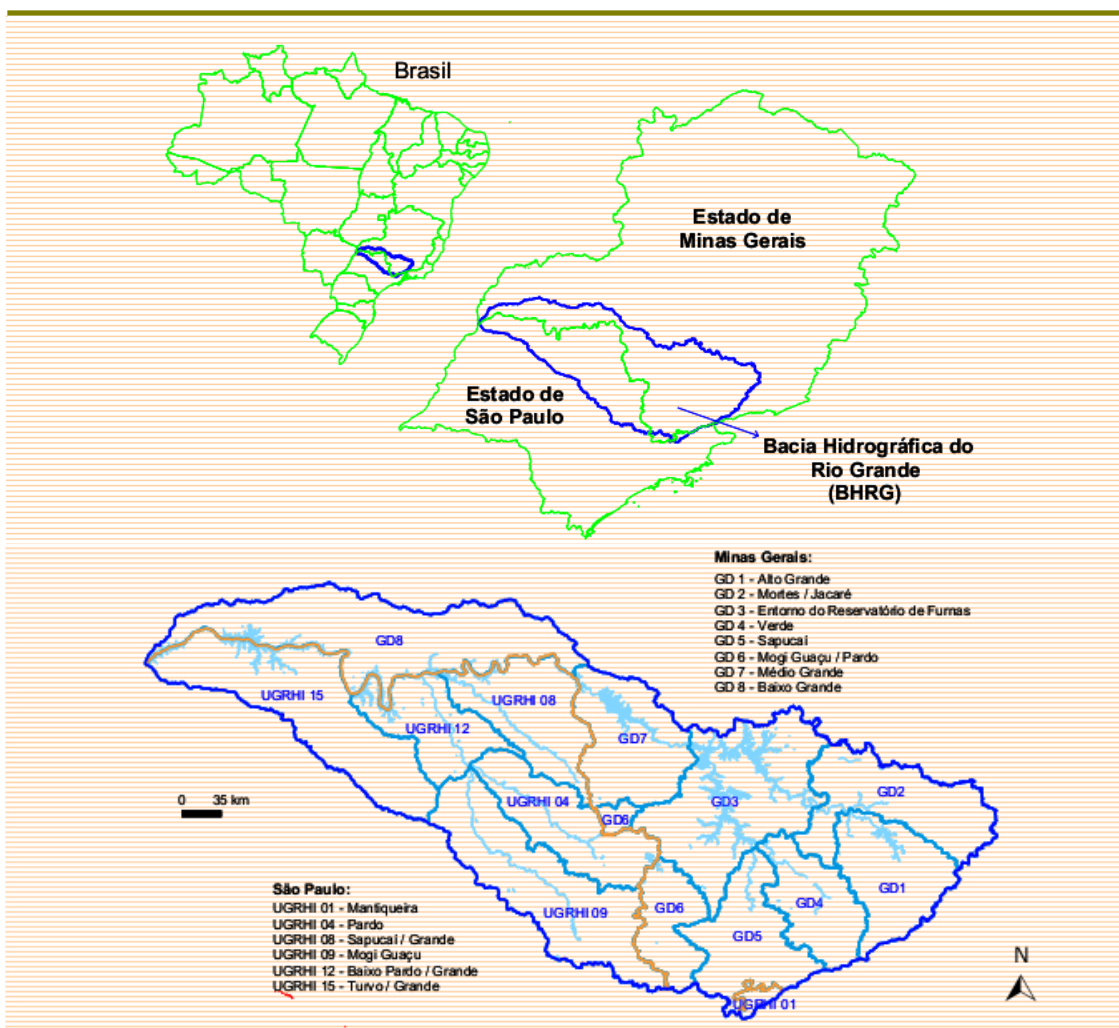 Brasil
Estado de
Minas Gerais
Estado de
São Paulo
Bacia Hidrográfica do
Rio Grande
(BHRG)
Minas Gerais:
GD 1 - Alto Grande
GD 2 - Mortes / Jacaré
GD 3 - Entorno do Reservatório de Furnas
GD 4 - Verde
GD 5 - Sapucaí
GD 6 - Mogi Guaçu / Pardo
GD 7 - Médio Grande
GD 8 - Baixo Grande
GD8
UGRHI 15
UGRHI 08
UGRHI 12
GD7
UGRHI 04
GD3
GD2
GD6
0 35 km
São Paulo:
UGRHI 01 - Mantiqueira
UGRHI 04 - Pardo
UGRHI 08 - Sapucaí / Grande
UGRHI 09 - Mogi Guaçu
UGRHI 12 - Baixo Pardo / Grande
UGRHI 15 - Turvo / Grande
UGRHI 09
GD6
GD4
GD1
GD5
UGRHI 01
N